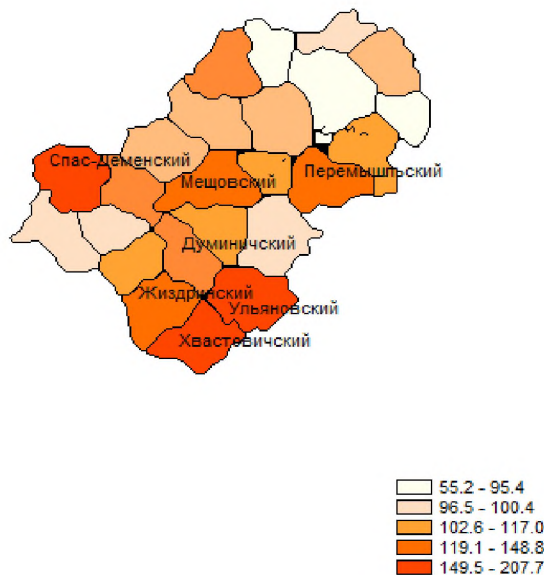 Спас-Деменский
Перемышльский
Мещовский
Думиничский
Жиздринский
Ульяновский
Хвастовичский
55.2 - 95.4
96.5 - 100.4
102.6 - 117.0
119.1 - 148.8
149.5 - 207.7